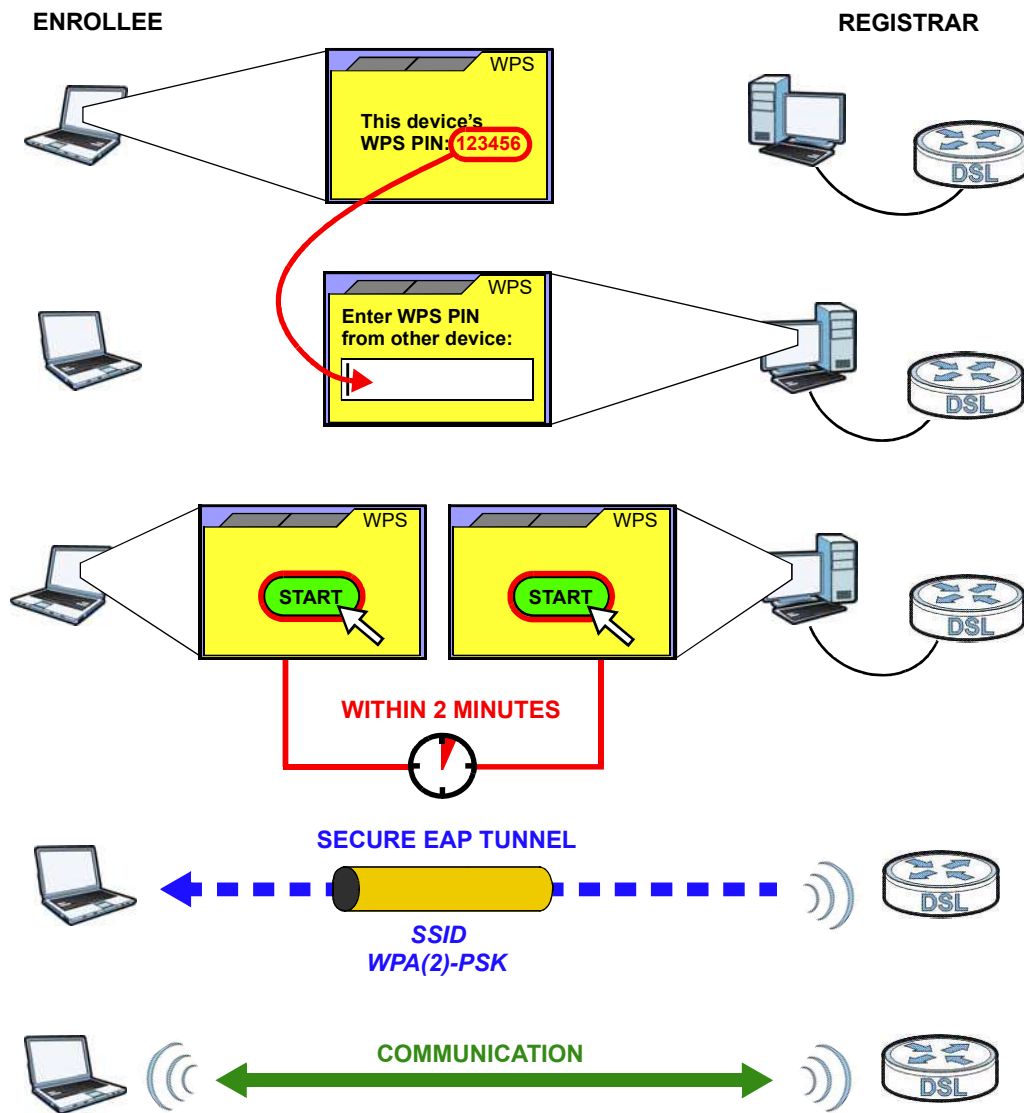 ENROLLEE
REGISTRAR
WPS
This device's
WPS PIN: 123456
DSL
WPS
Enter WPS PIN
from other device:
DSL
WPS
START
WPS
START
DSL
WITHIN 2 MINUTES
SECURE EAP TUNNEL
DSL
SSID
WPA(2)-PSK
COMMUNICATION
DSL